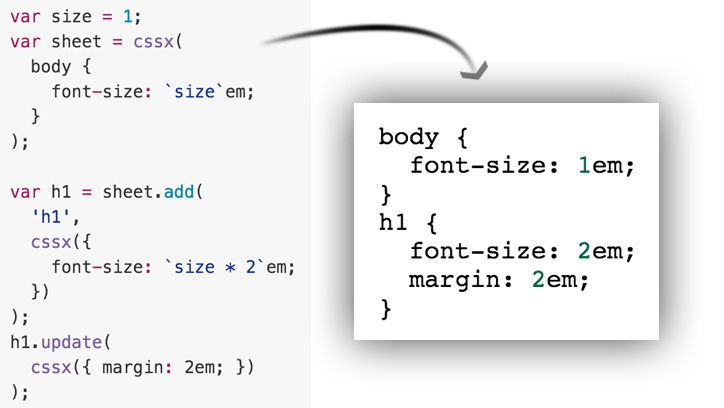 var size = 1;
var sheet = cssx(
  body {
    font-size: `size`em;
  }
);

var h1 = sheet.add(
  'h1',
  cssx({
    font-size: `size * 2`em;
  })
);
h1.update(
  cssx({ margin: 2em; })
);
body {
  font-size: 1em;
}
h1 {
  font-size: 2em;
  margin: 2em;
}